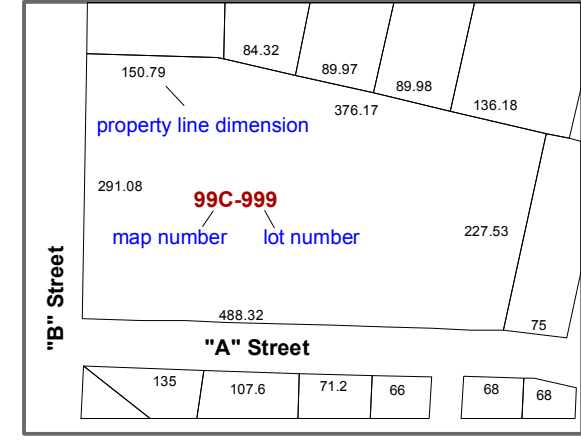 84.32
150.79
89.97
89.98
376.17
136.18
property line dimension
291.08
99C-999
map number
lot number
227.53
"B" Street
488.32
75
"A" Street
135
107.6
71.2
66
68
68